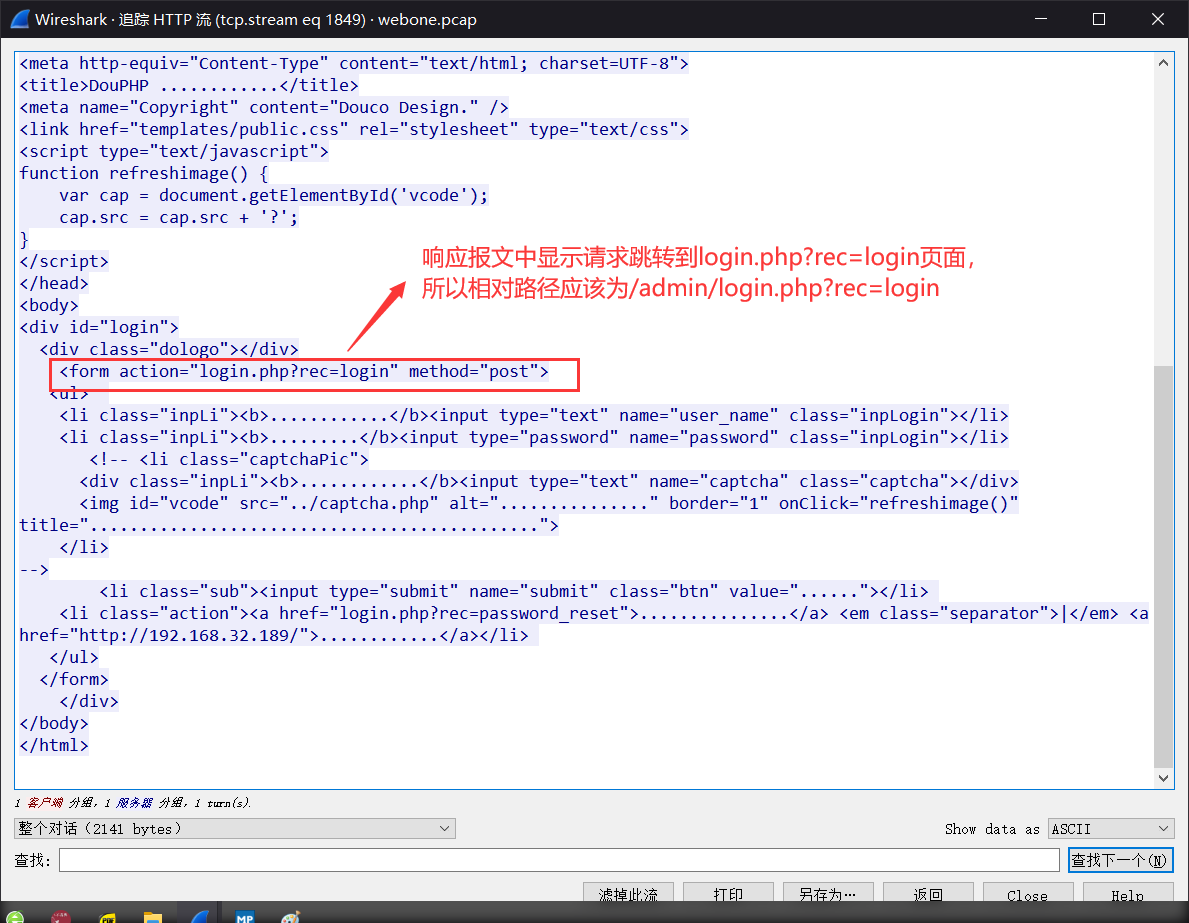 Wireshark · 追踪 HTTP 流 (tcp.stream eq 1849) · webone.pcap
<meta http-equiv="Content-Type" content="text/html; charset=UTF-8">
<title>DouPHP ............</title>
<meta name="Copyright" content="Douco Design." />
<link href="templates/public.css" rel="stylesheet" type="text/css">
<script type="text/javascript">
function refreshimage() {
    var cap = document.getElementById('vcode');
    cap.src = cap.src + '?';
}
</script>
</head>
<body>
<div id="login">
  <div class="dologo"></div>
    <form action="login.php?rec=login" method="post">
   <ul>
    <li class="inpLi"><b>............</b><input type="text" name="user_name" class="inpLogin"></li>
    <li class="inpLi"><b>.........</b><input type="password" name="password" class="inpLogin"></li>
       <!-- <li class="captchaPic">
      <div class="inpLi"><b>............</b><input type="text" name="captcha" class="captcha"></div>
      <img id="vcode" src="../captcha.php" alt="..............." border="1" onClick="refreshimage()"
title=".............................................">
    </li>
-->
        <li class="sub"><input type="submit" name="submit" class="btn" value="......"></li>
    <li class="action"><a href="login.php?rec=password_reset">...............</a> <em class="separator">|</em> <a
href="http://192.168.32.189/">............</a></li>
   </ul>
  </form>
    </div>
</body>
</html>
响应报文中显示请求跳转到login.php?rec=login页面，
所以相对路径应该为/admin/login.php?rec=login
1 客户端 分组，1 服务器 分组，1 turn(s).
整个对话 (2141 bytes)
Show data as ASCII
查找:
查找下一个(N)
滤掉此流 打印 另存为… 返回 Close Help
MP